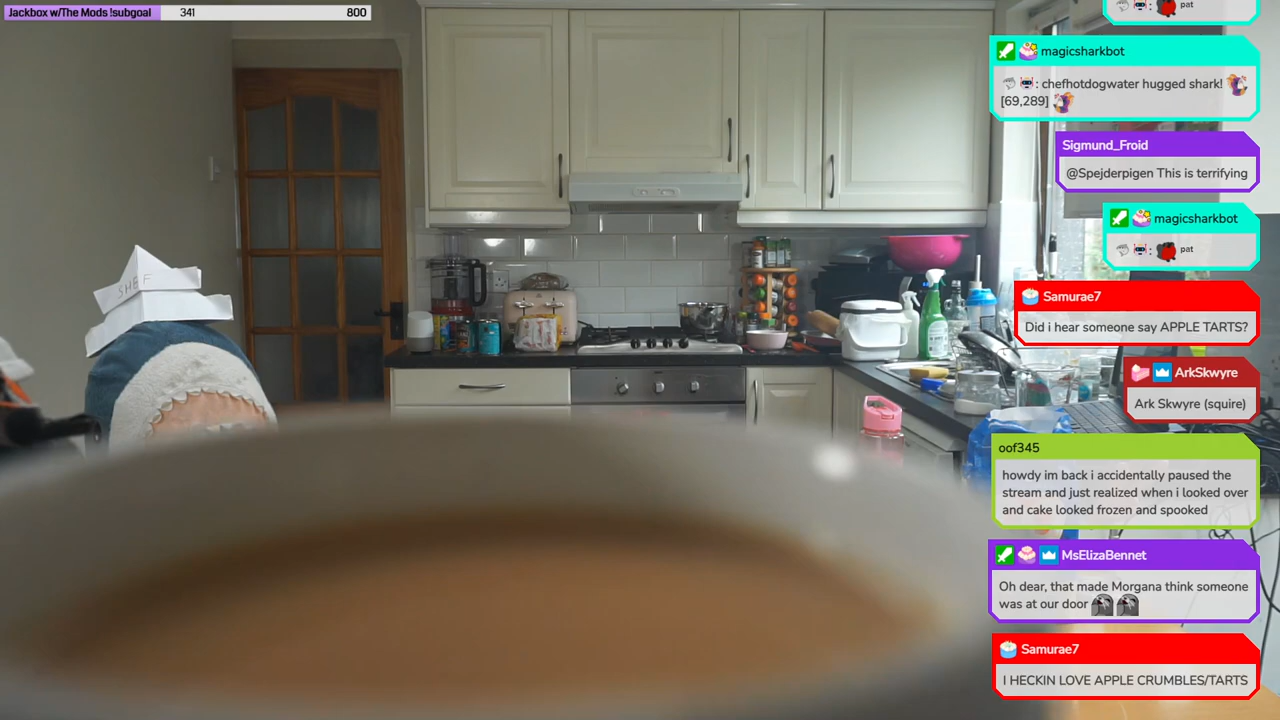 Jackbox w/The Mods !subgoal 341 800
pat
magicsharkbot
: chefhotdogwater hugged shark!
[69,289]
Sigmund_Froid
@Spejderpigen This is terrifying
magicsharkbot
: pat
Samurae7
Did i hear someone say APPLE TARTS?
ArkSkwyre
Ark Skwyre (squire)
oof345
howdy im back i accidentally paused the
stream and just realized when i looked over
and cake looked frozen and spooked
MsElizaBennet
Oh dear, that made Morgana think someone
was at our door
Samurae7
I HECKIN LOVE APPLE CRUMBLES/TARTS